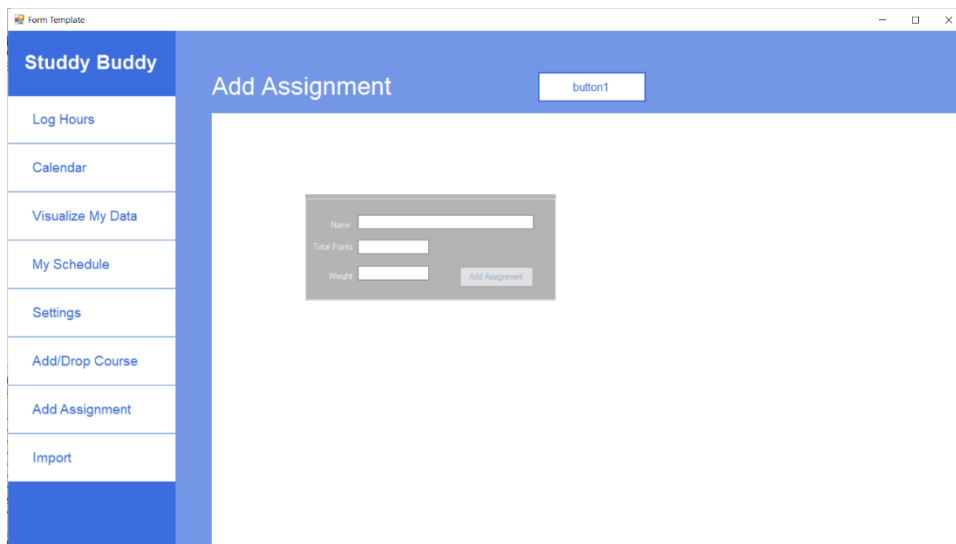 Form Template
Studdy Buddy
Log Hours
Calendar
Visualize My Data
My Schedule
Settings
Add/Drop Course
Add Assignment
Import
Add Assignment
button1
Name
Total Points
Weight
Add Assignment